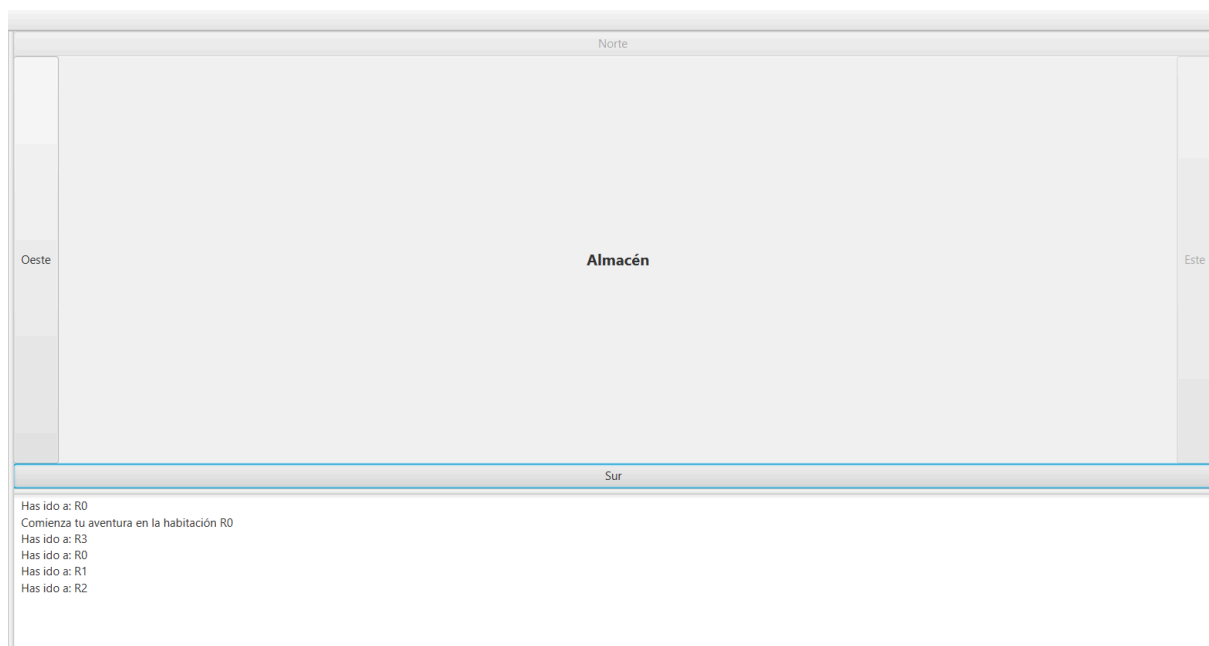 Norte
Oeste
Almacén
Este
Sur
Has ido a: R0
Comienza tu aventura en la habitación R0
Has ido a: R3
Has ido a: R0
Has ido a: R1
Has ido a: R2